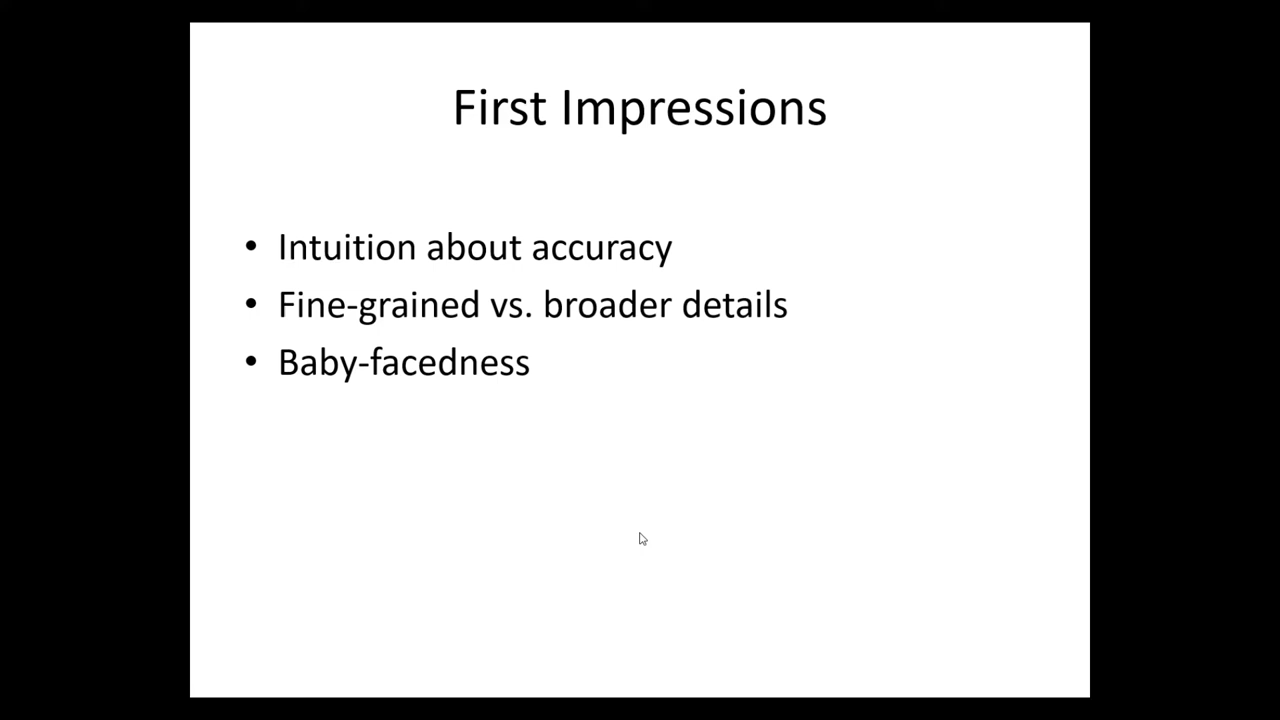 First Impressions
• Intuition about accuracy
• Fine-grained vs. broader details
• Baby-facedness